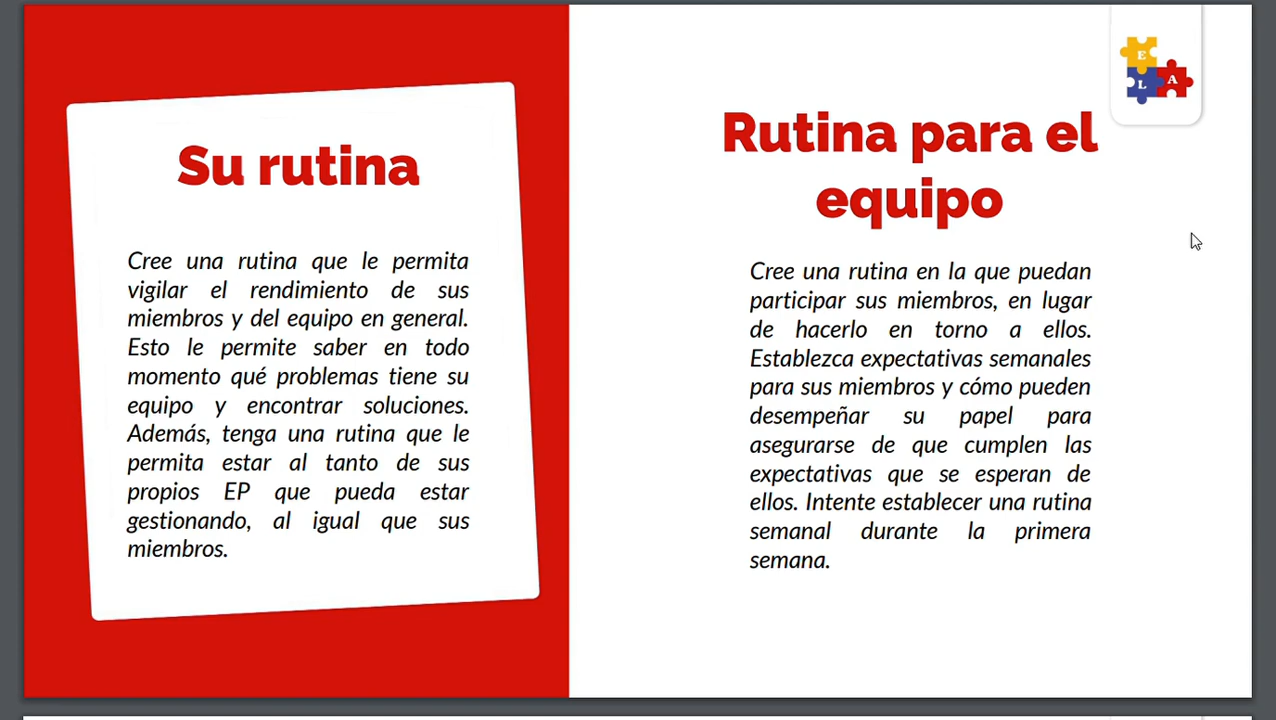 Su rutina
Cree una rutina que le permita
vigilar el rendimiento de sus
miembros y del equipo en general.
Esto le permite saber en todo
momento qué problemas tiene su
equipo y encontrar soluciones.
Además, tenga una rutina que le
permita estar al tanto de sus
propios EP que pueda estar
gestionando, al igual que sus
miembros.
Rutina para el
equipo
Cree una rutina en la que puedan
participar sus miembros, en lugar
de hacerlo en torno a ellos.
Establezca expectativas semanales
para sus miembros y cómo pueden
desempeñar su papel para
asegurarse de que cumplen las
expectativas que se esperan de
ellos. Intente establecer una rutina
semanal durante la primera
semana.
E
L A